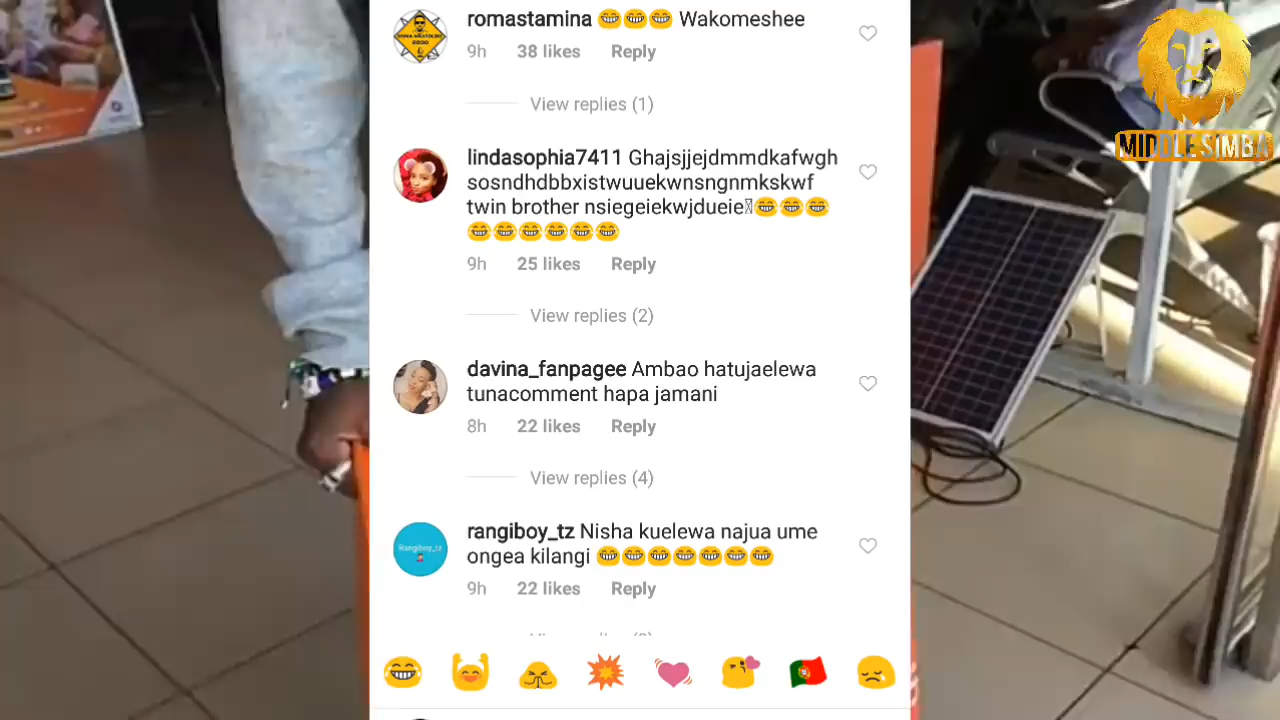 romastamina 😂😂😂 Wakomeshee
9h 38 likes Reply
View replies (1)
lindasophia7411 Ghajsjjejdmmdkafwgh
sosndhdbbxistwuuekwnsngnmkskwf
twin brother nsiegeiekwjdueie😂😂😂
😂😂😂😂😂😂
9h 25 likes Reply
View replies (2)
davina_fanpagee Ambao hatujaelewa
tunacomment hapa jamani
8h 22 likes Reply
View replies (4)
rangiboy_tz Nisha kuelewa najua ume
ongea kilangi 😂😂😂😂😂😂😂
9h 22 likes Reply
MIDDLE SIMBA